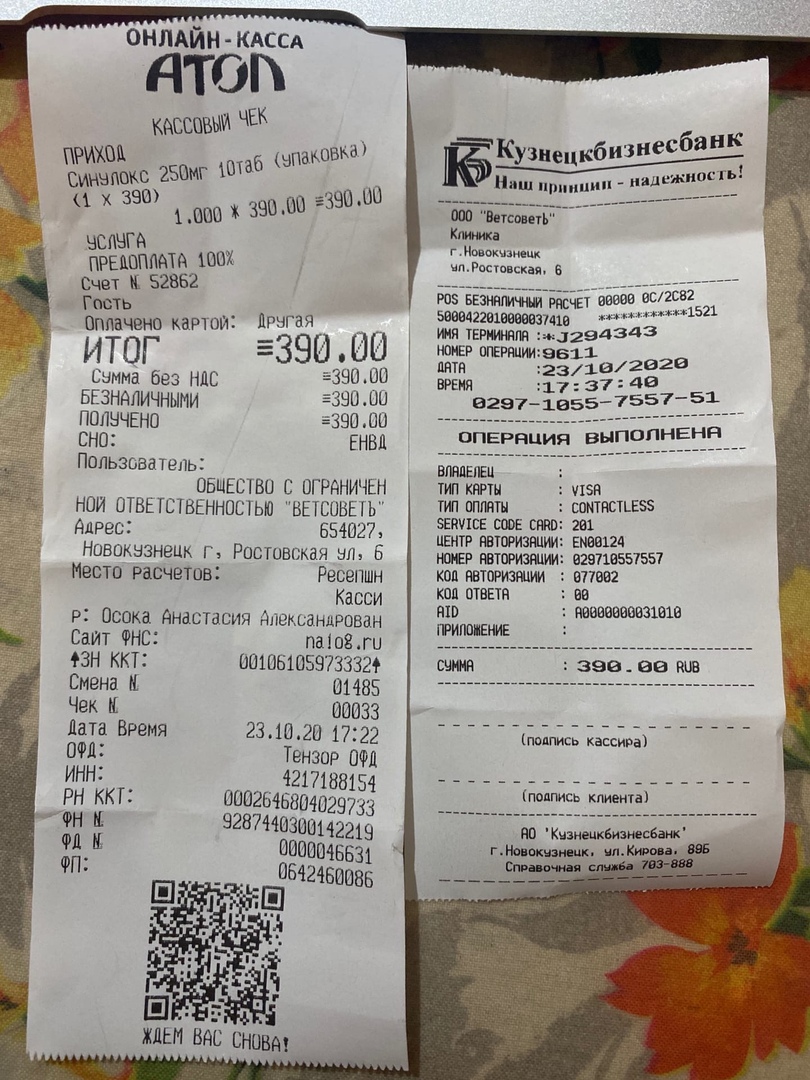 ОНЛАЙН-КАССА
АТОЛ
КАССОВЫЙ ЧЕК
ПРИХОД
Синулокс 250мг 10таб (упаковка)
(1 X 390)
1.000 * 390.00 ≡390.00
УСЛУГА
ПРЕДОПЛАТА 100%
Счет № 52862
Гость
Оплачено картой: Другая
ИТОГ ≡390.00
Сумма без НДС ≡390.00
БЕЗНАЛИЧНЫМИ ≡390.00
ПОЛУЧЕНО ≡390.00
СНО: ЕНВД
Пользователь:
ОБЩЕСТВО С ОГРАНИЧЕН
НОЙ ОТВЕТСТВЕННОСТЬЮ "ВЕТСОВЕТЪ"
Адрес: 654027,
Новокузнецк г, Ростовская ул, 6
Место расчетов: Ресепшн
Касси
р: Осока Анастасия Александрован
Сайт ФНС: nalog.ru
↑ЗН ККТ: 00106105973332↑
Смена № 01485
Чек № 00033
Дата Время 23.10.20 17:22
ОФД: Тензор ОФД
ИНН: 4217188154
РН ККТ: 0002646804029733
ФН № 9287440300142219
ФД № 0000046631
ФП: 0642460086
ЖДЕМ ВАС СНОВА!
КБ Кузнецкбизнесбанк
Наш принцип - надежность!
ООО "Ветсоветъ"
Клиника
г.Новокузнецк
ул.Ростовская, 6
POS БЕЗНАЛИЧНЫЙ РАСЧЕТ 00000 0C/2C82
5000422010000037410 ************1521
ИМЯ ТЕРМИНАЛА :*J294343
НОМЕР ОПЕРАЦИИ:9611
ДАТА :23/10/2020
ВРЕМЯ :17:37:40
0297-1055-7557-51
ОПЕРАЦИЯ ВЫПОЛНЕНА
ВЛАДЕЛЕЦ :
ТИП КАРТЫ : VISA
ТИП ОПЛАТЫ : CONTACTLESS
SERVICE CODE CARD: 201
ЦЕНТР АВТОРИЗАЦИИ: EN00124
НОМЕР АВТОРИЗАЦИИ: 029710557557
КОД АВТОРИЗАЦИИ : 077002
КОД ОТВЕТА : 00
AID : A0000000031010
ПРИЛОЖЕНИЕ :
СУММА : 390.00 RUB
(подпись кассира)
(подпись клиента)
АО 'Кузнецкбизнесбанк'
г.Новокузнецк, ул.Кирова, 89Б
Справочная служба 703-888